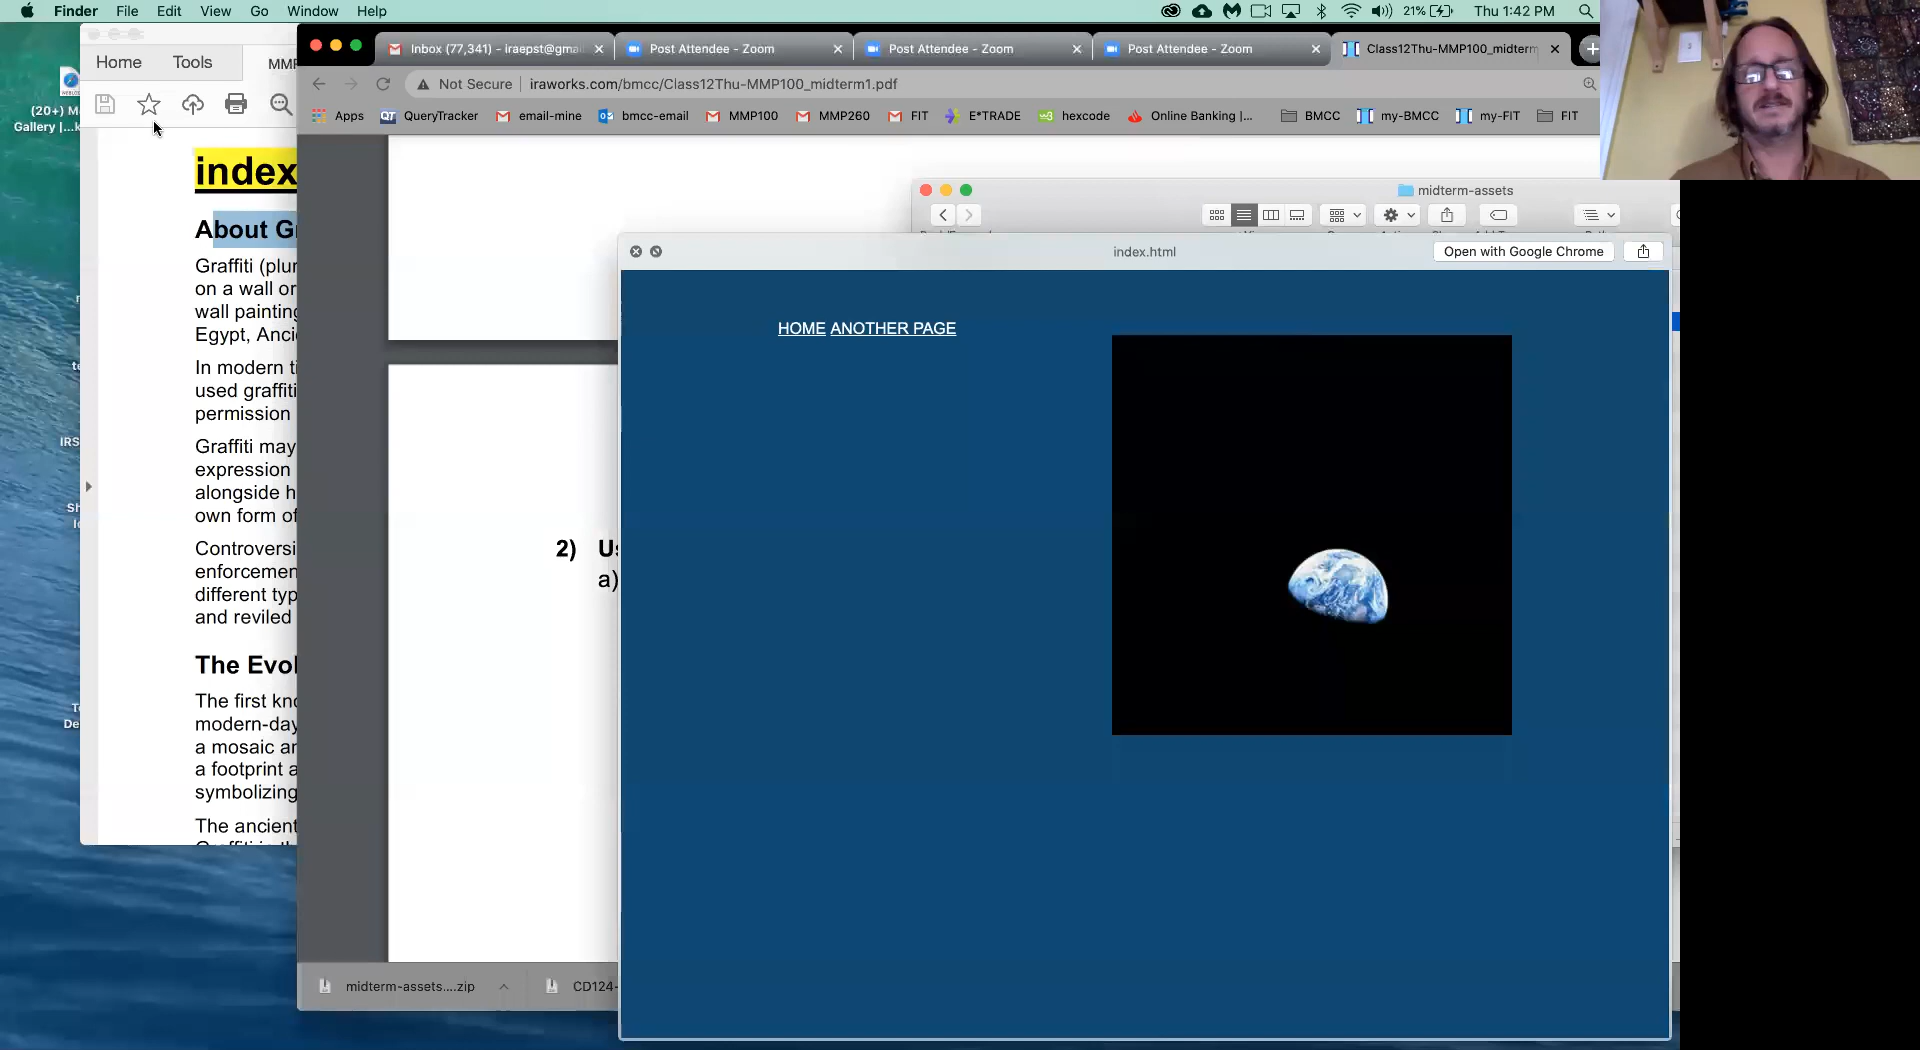 Finder File Edit View Go Window Help 21% Thu 1:42 PM
Home Tools MMP
(20+) M
Gallery |...k
IRS
Inbox (77,341) - iraepst@gma
Post Attendee - Zoom
Post Attendee - Zoom
Post Attendee - Zoom
Class12Thu-MMP100_midterm
Not Secure iraworks.com/bmcc/Class12Thu-MMP100_midterm1.pdf
Apps QueryTracker email-mine bmcc-email MMP100 MMP260 FIT E*TRADE hexcode Online Banking |... BMCC my-BMCC my-FIT FIT
index
About G
Graffiti (plur
on a wall or
wall painting
Egypt, Anci
In modern ti
used graffiti
permission
Graffiti may
expression
alongside h
own form of
Controversi
enforcemen
different typ
and reviled
The Evol
The first kno
modern-day
a mosaic an
a footprint a
symbolizing
The ancient
2) Us
a)
midterm-assets
index.html
Open with Google Chrome
HOME ANOTHER PAGE
midterm-assets....zip
CD124-